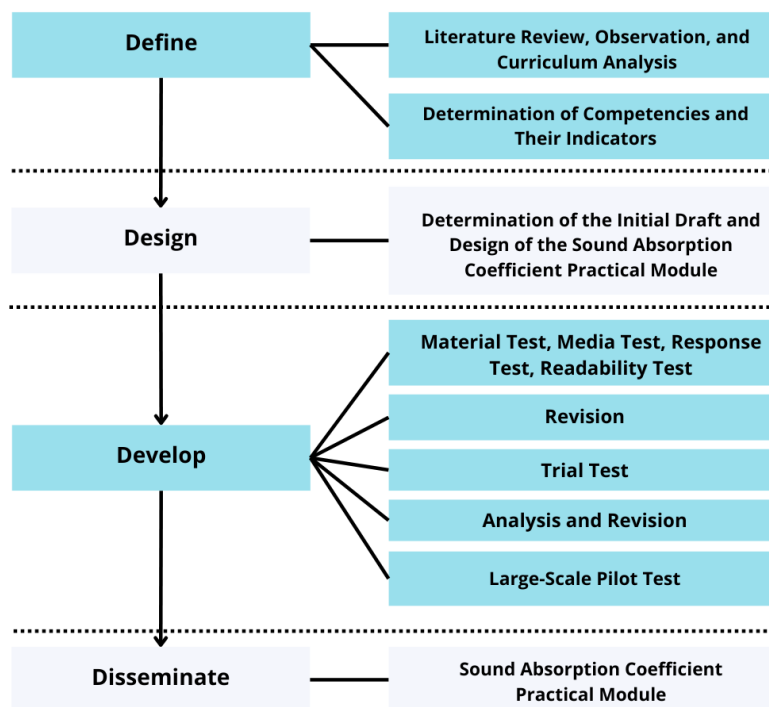 Define
Literature Review, Observation, and
Curriculum Analysis
Determination of Competencies and
Their Indicators
Design
Determination of the Initial Draft and
Design of the Sound Absorption
Coefficient Practical Module
Develop
Material Test, Media Test, Response
Test, Readability Test
Revision
Trial Test
Analysis and Revision
Large-Scale Pilot Test
Disseminate
Sound Absorption Coefficient
Practical Module